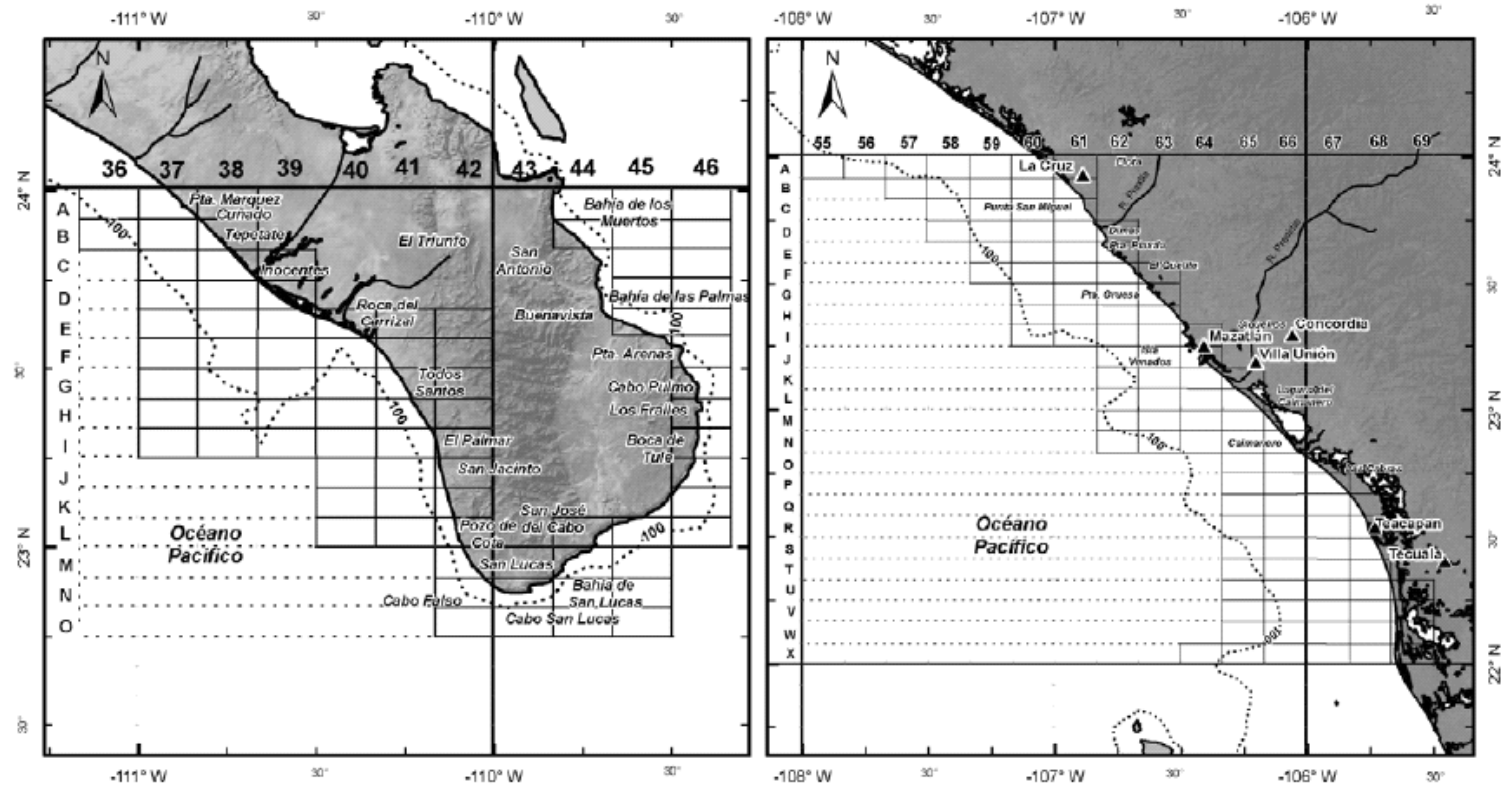 -111° W
30°
-110° W
30°
N
36 37 38 39 40 41 42 43 44 45 46
24° N
A
B
C
D
E
F
G
H
I
J
K
L
M
N
O
Pta. Marquez
Cuñado
Tepetate
Inocentes
El Triunfo
Roca del
Carrizal
San
Antonio
Buenavista
Bahía de los
Muertos
Bahía de las Palmas
Pta. Arenas
Cabo Pulmo
Los Frailes
Boca de
Tule
Todos
Santos
El Palmar
San Jacinto
San José
del Cabo
Pozo de
Cota
San Lucas
Cabo Falso
Bahía de
San Lucas
Cabo San Lucas
Océano
Pacífico
100
100
100
100
30°
23° N
30°
-111° W
30°
-110° W
30°
-108° W
30°
-107° W
-106° W
30°
N
55 56 57 58 59 60 61 62 63 64 65 66 67 68 69
A
B
C
D
E
F
G
H
I
J
K
L
M
N
O
P
Q
R
S
T
U
V
W
X
La Cruz
Punta San Miguel
Dimas
El Quelite
Pta. Gruesa
Isla
Venados
Mazatlán
Concordia
Villa Unión
R. Presidio
Caimanero
Teacapan
Tecuala
Océano
Pacífico
100
100
100
24° N
30°
23° N
30°
22° N
-108° W
30°
-107° W
30°
-106° W
30°